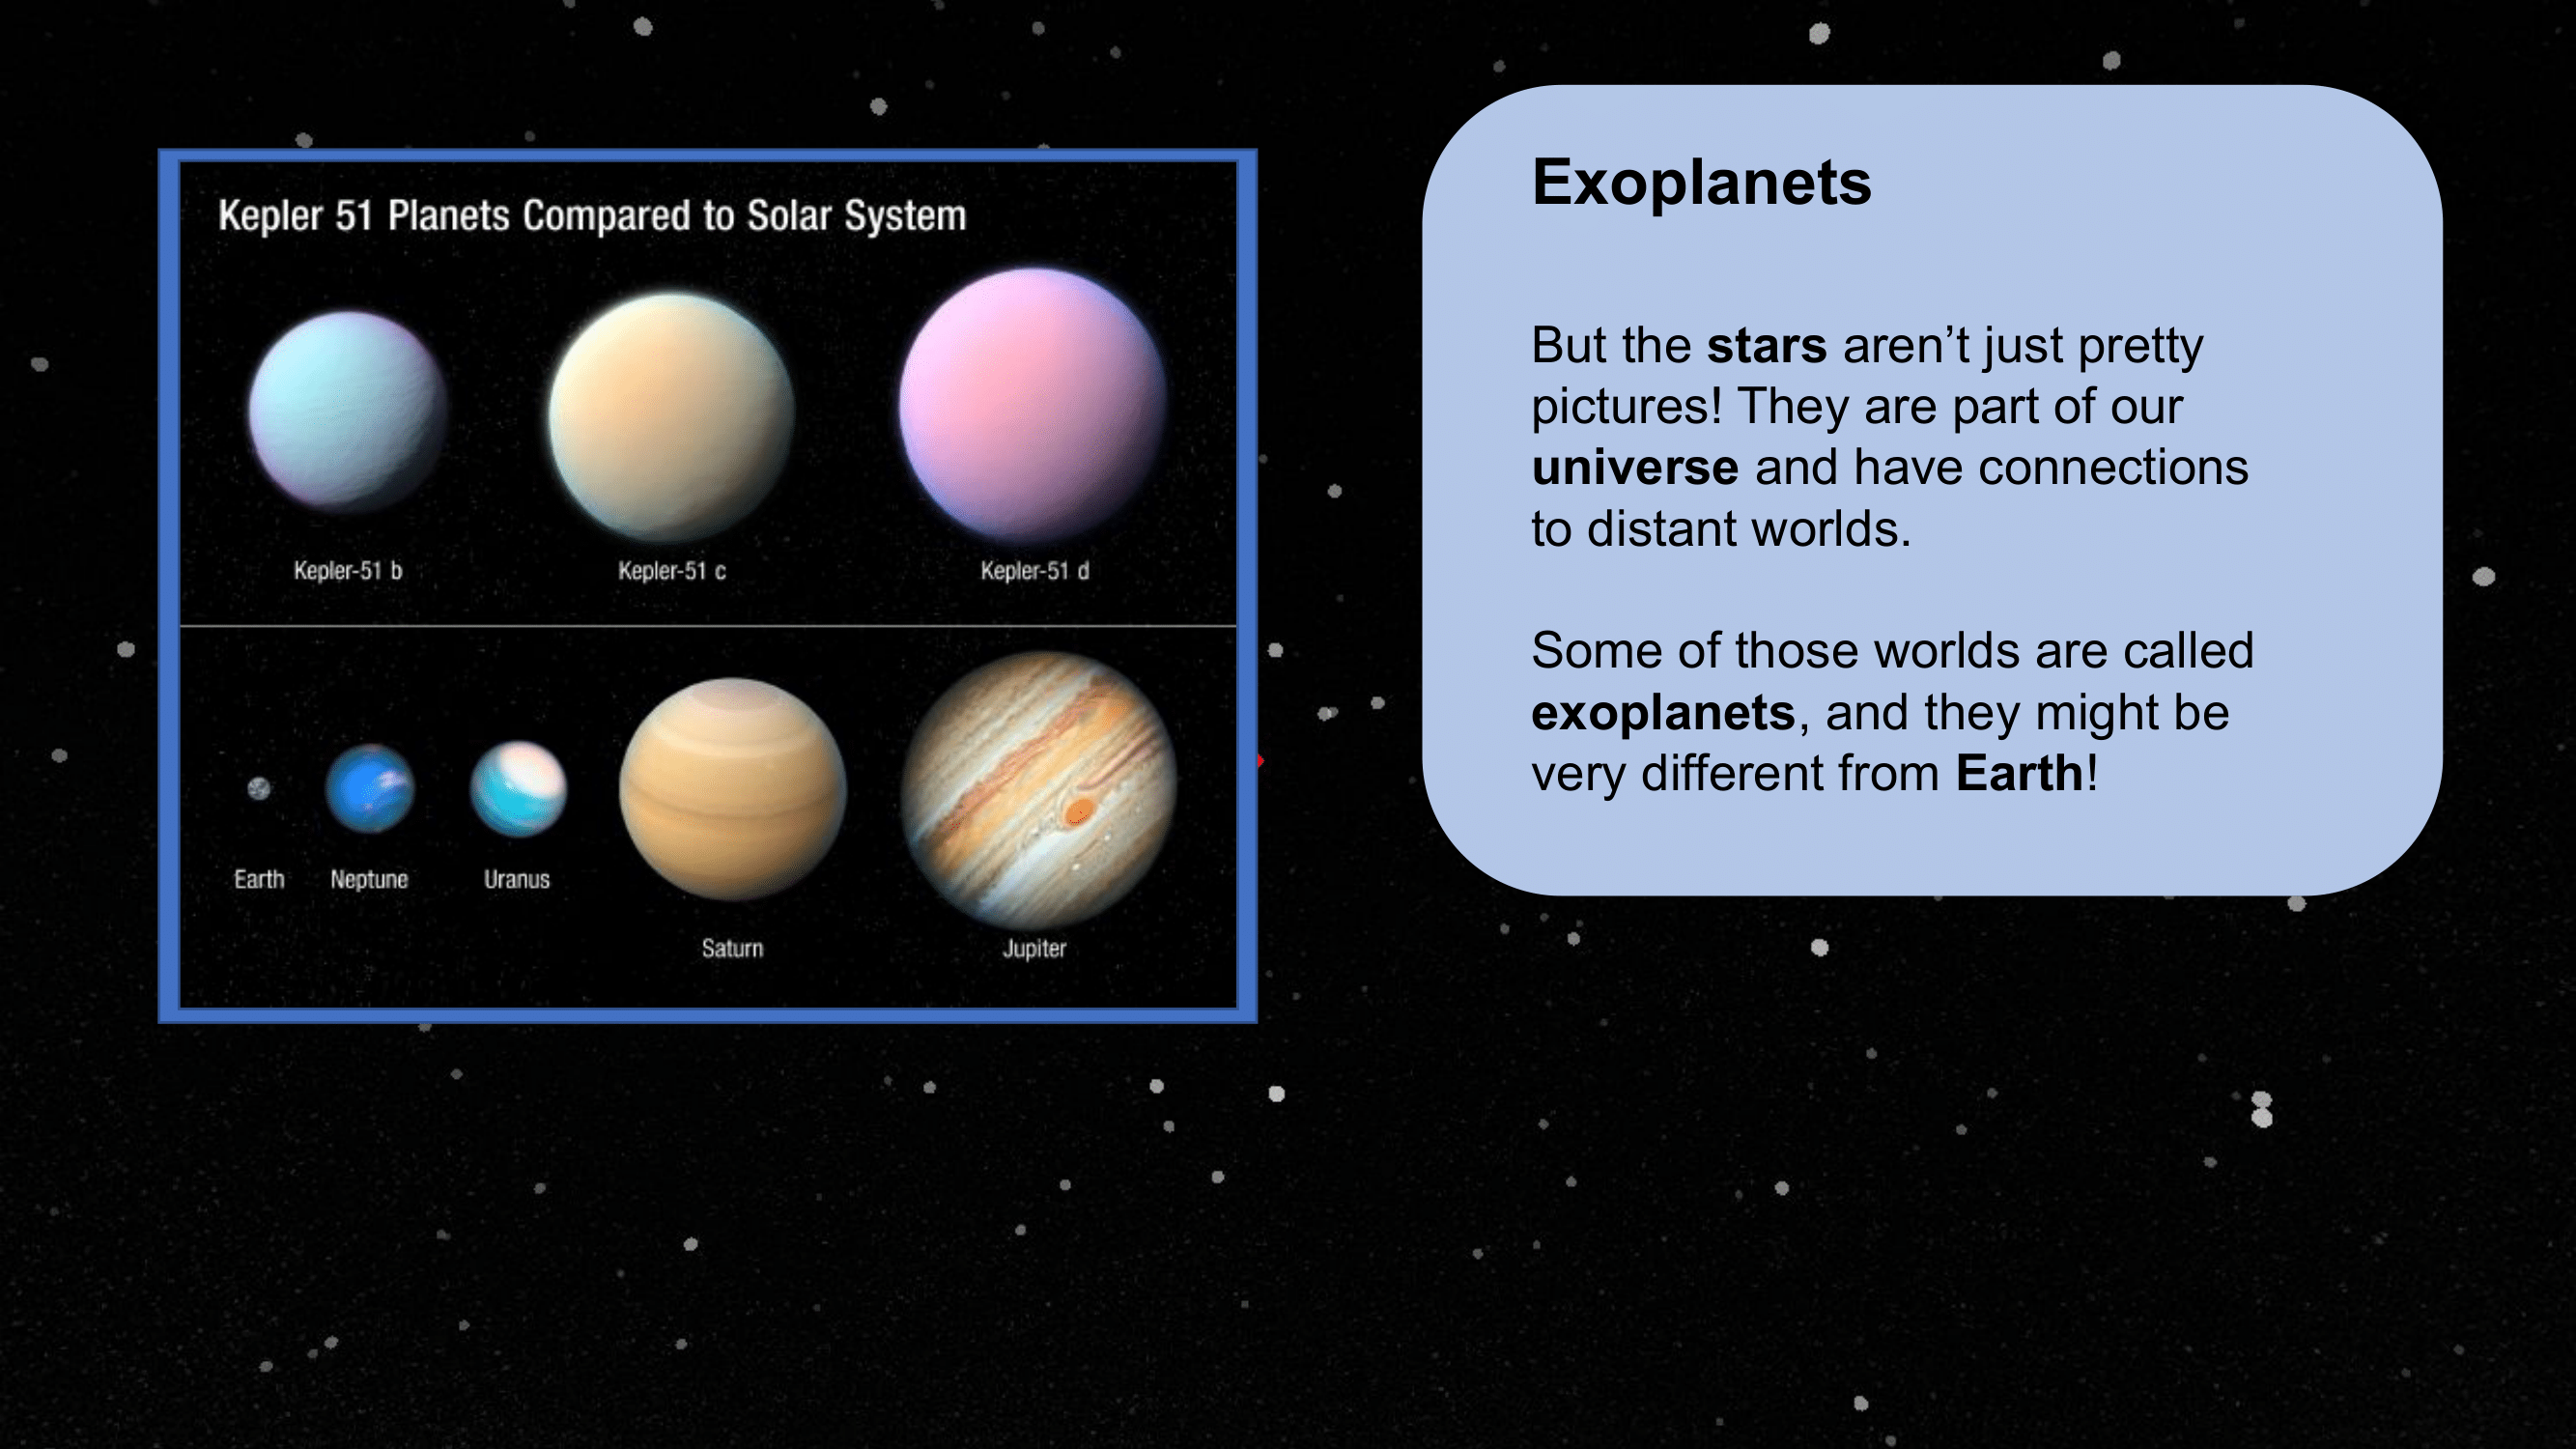 Kepler 51 Planets Compared to Solar System
Kepler-51 b
Kepler-51 c
Kepler-51 d
Earth
Neptune
Uranus
Saturn
Jupiter
Exoplanets
But the stars aren’t just pretty
pictures! They are part of our
universe and have connections
to distant worlds.
Some of those worlds are called
exoplanets, and they might be
very different from Earth!